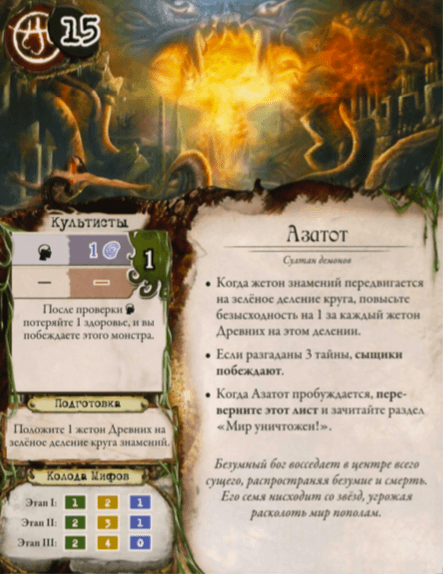 15
Культисты
1
1
— —
После проверки
потеряйте 1 здоровье, и вы
побеждаете этого монстра.
Подготовка
Положите 1 жетон Древних на
зелёное деление круга знамений.
Колода Мифов
Этап I: 1 2 1
Этап II: 2 3 1
Этап III: 2 4 0
Азатот
Султан демонов
• Когда жетон знамений передвигается
на зелёное деление круга, повысьте
безысходность на 1 за каждый жетон
Древних на этом делении.
• Если разгаданы 3 тайны, сыщики
побеждают.
• Когда Азатот пробуждается, пере-
верните этот лист и зачитайте раздел
«Мир уничтожен!».
Безумный бог восседает в центре всего
сущего, распространяя безумие и смерть.
Его семя нисходит со звёзд, угрожая
расколоть мир пополам.